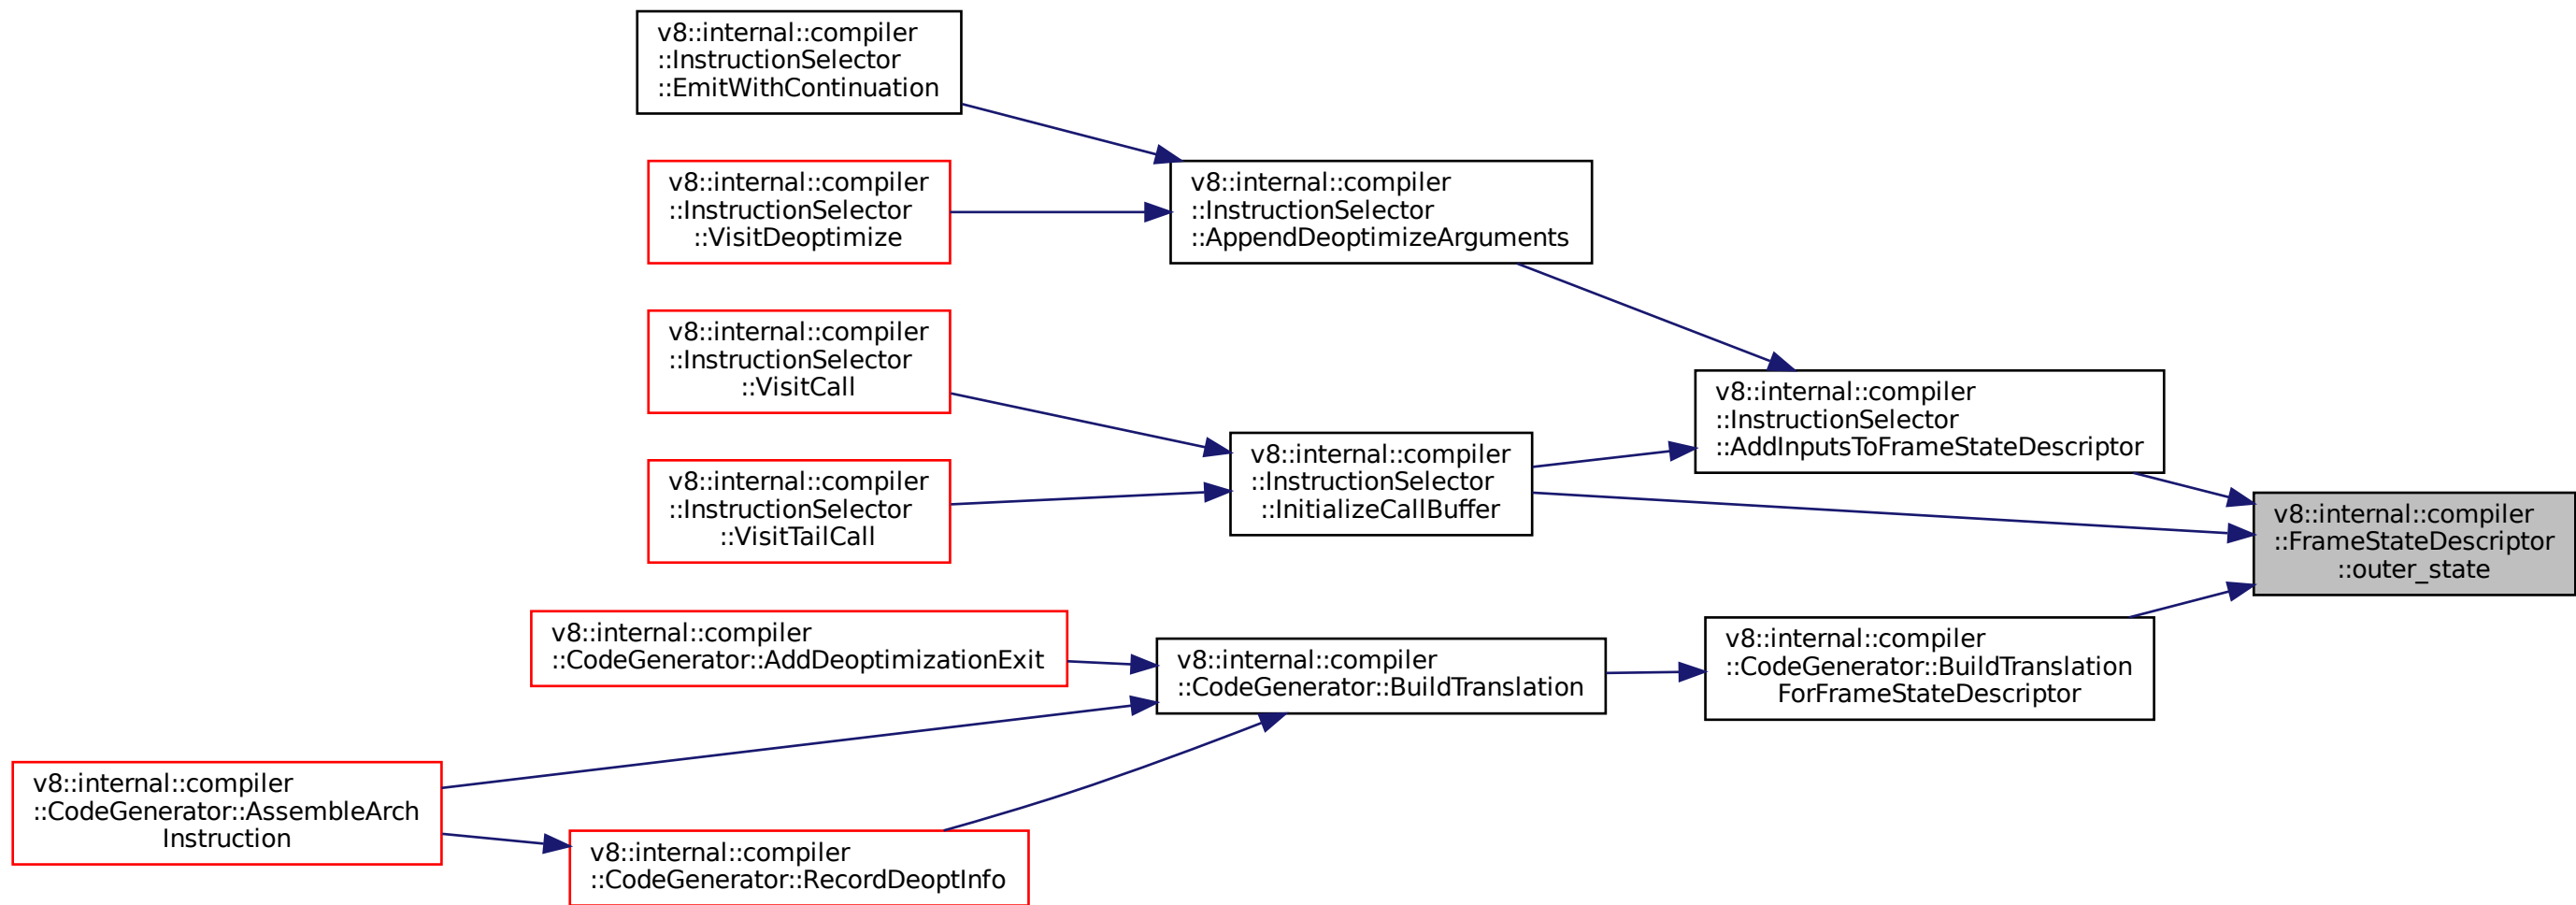 v8::internal::compiler
::InstructionSelector
::EmitWithContinuation
v8::internal::compiler
::InstructionSelector
::VisitDeoptimize
v8::internal::compiler
::InstructionSelector
::AppendDeoptimizeArguments
v8::internal::compiler
::InstructionSelector
::VisitCall
v8::internal::compiler
::InstructionSelector
::AddInputsToFrameStateDescriptor
v8::internal::compiler
::InstructionSelector
::InitializeCallBuffer
v8::internal::compiler
::InstructionSelector
::VisitTailCall
v8::internal::compiler
::FrameStateDescriptor
::outer_state
v8::internal::compiler
::CodeGenerator::AddDeoptimizationExit
v8::internal::compiler
::CodeGenerator::BuildTranslation
v8::internal::compiler
::CodeGenerator::BuildTranslation
ForFrameStateDescriptor
v8::internal::compiler
::CodeGenerator::AssembleArch
Instruction
v8::internal::compiler
::CodeGenerator::RecordDeoptInfo